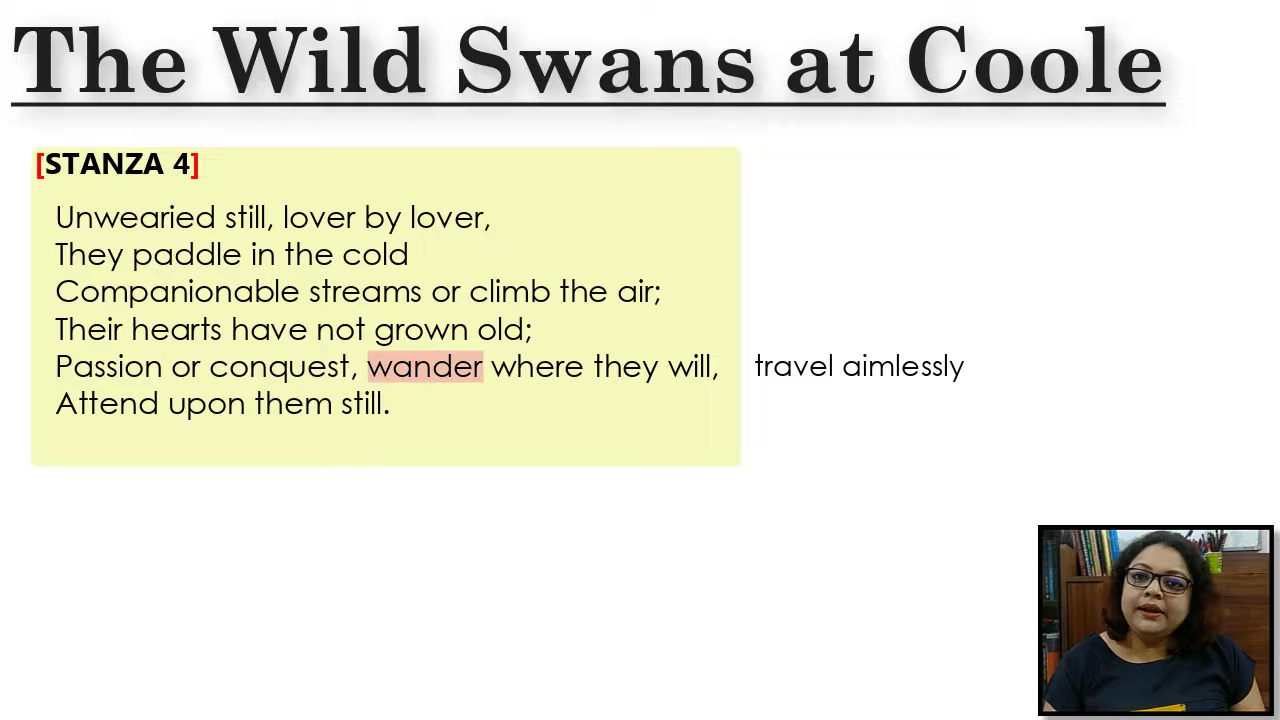 The Wild Swans at Coole
[STANZA 4]
Unwearied still, lover by lover,
They paddle in the cold
Companionable streams or climb the air;
Their hearts have not grown old;
Passion or conquest, wander where they will, travel aimlessly
Attend upon them still.